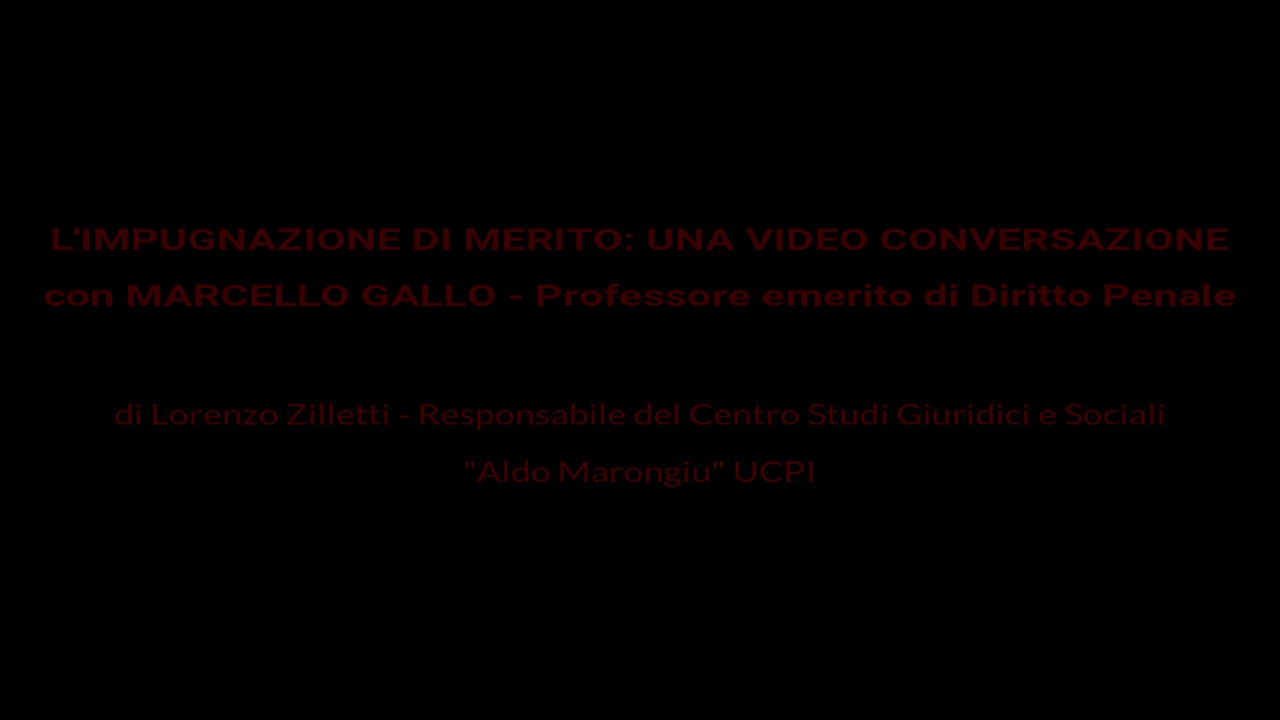 L'IMPUGNAZIONE DI MERITO: UNA VIDEO CONVERSAZIONE
con MARCELLO GALLO - Professore emerito di Diritto Penale
di Lorenzo Zilletti - Responsabile del Centro Studi Giuridici e Sociali
"Aldo Marongiu" UCPI